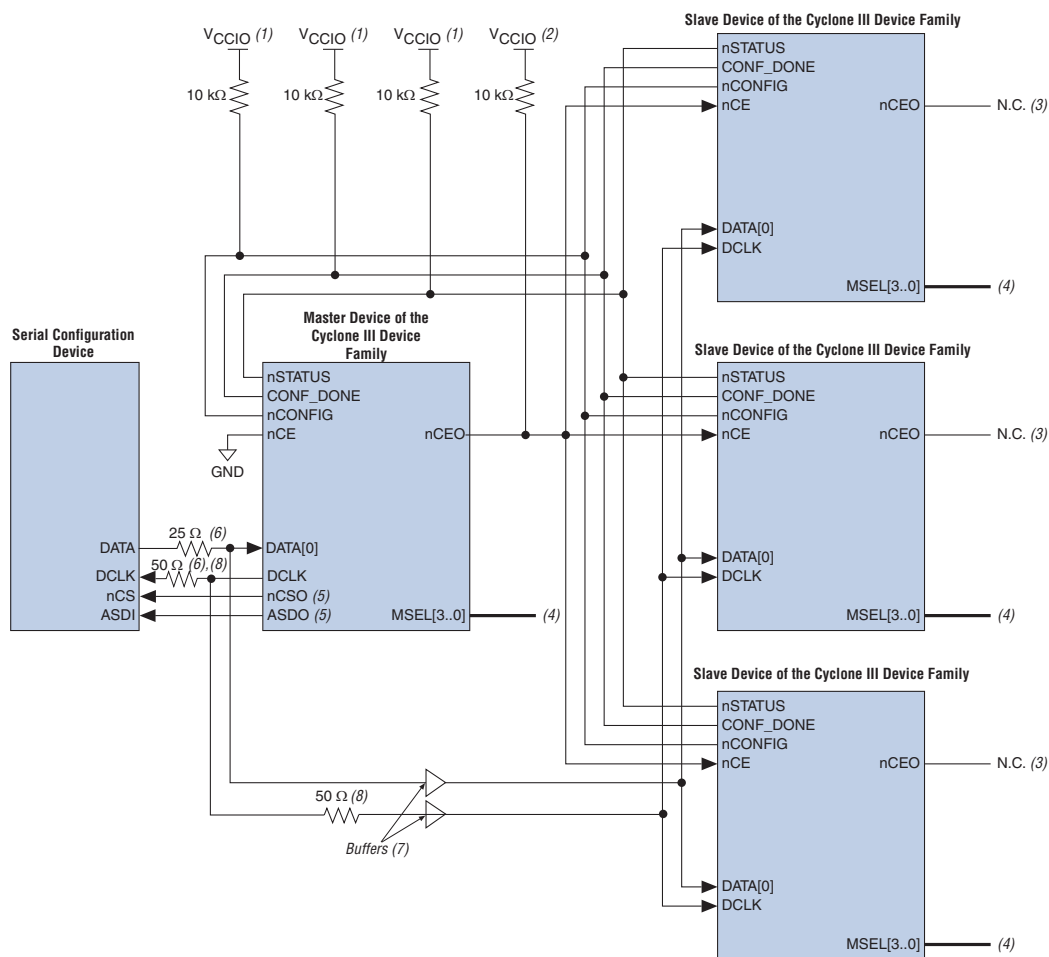 Slave Device of the Cyclone III Device Family
VCCIO (1)
VCCIO (1)
VCCIO (1)
VCCIO (2)
10 kΩ
10 kΩ
10 kΩ
10 kΩ
nSTATUS
CONF_DONE
nCONFIG
nCE
nCEO
N.C. (3)
DATA[0]
DCLK
MSEL[3..0]
(4)
Serial Configuration
Device
DATA
DCLK
nCS
ASDI
Master Device of the
Cyclone III Device
Family
nSTATUS
CONF_DONE
nCONFIG
nCE
nCEO
GND
25 Ω (6)
50 Ω (6),(8)
DATA[0]
DCLK
nCSO (5)
ASDO (5)
MSEL[3..0]
(4)
Slave Device of the Cyclone III Device Family
nSTATUS
CONF_DONE
nCONFIG
nCE
nCEO
N.C. (3)
DATA[0]
DCLK
MSEL[3..0]
(4)
Slave Device of the Cyclone III Device Family
nSTATUS
CONF_DONE
nCONFIG
nCE
nCEO
N.C. (3)
50 Ω (8)
Buffers (7)
DATA[0]
DCLK
MSEL[3..0]
(4)